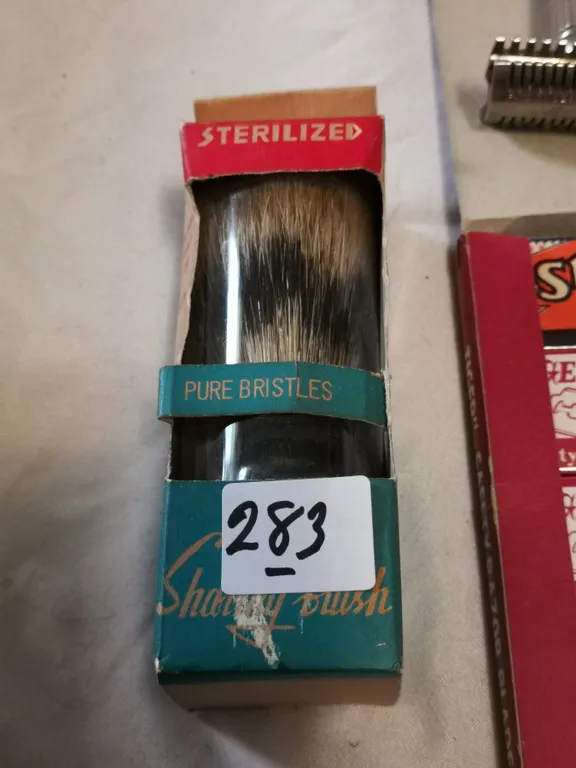 STERILIZED
PURE BRISTLES
283
Shaving Brush